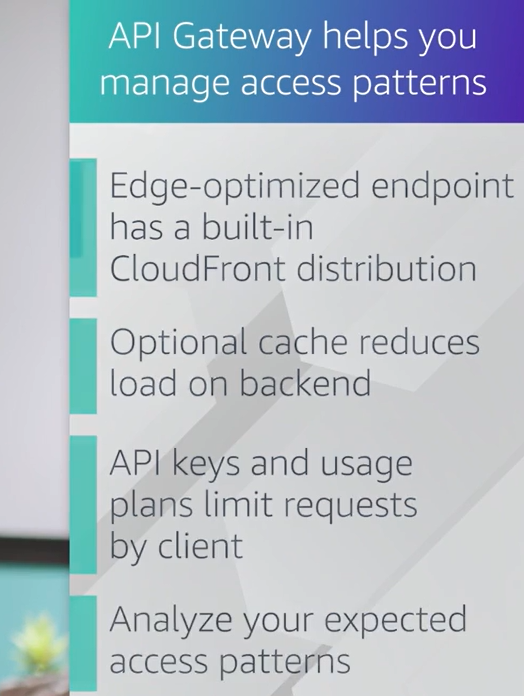 API Gateway helps you
manage access patterns
Edge-optimized endpoint
has a built-in
CloudFront distribution
Optional cache reduces
load on backend
API keys and usage
plans limit requests
by client
Analyze your expected
access patterns